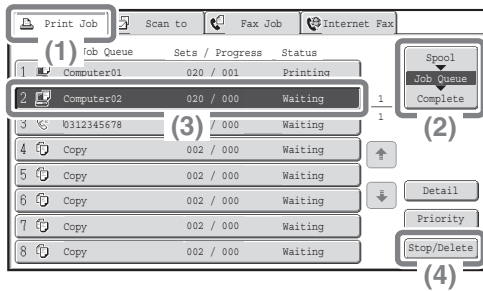 Print Job Scan to Fax Job Internet Fax
(1) Job Queue Sets / Progress Status
1 Computer01 020 / 001 Printing
2 Computer02 020 / 000 Waiting
3 0312345678 (3) / 000 Waiting
4 Copy 002 / 000 Waiting
5 Copy 002 / 000 Waiting
6 Copy 002 / 000 Waiting
7 Copy 002 / 000 Waiting
8 Copy 002 / 000 Waiting
1
1
Spool
Job Queue
Complete
(2)
Detail
Priority
Stop/Delete
(4)